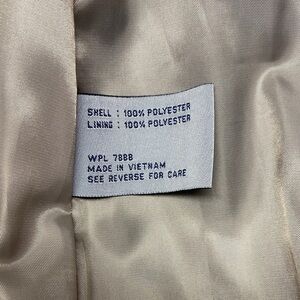 SHELL : 100% POLYESTER
LINING : 100% POLYESTER
WPL 7888
MADE IN VIETNAM
SEE REVERSE FOR CARE